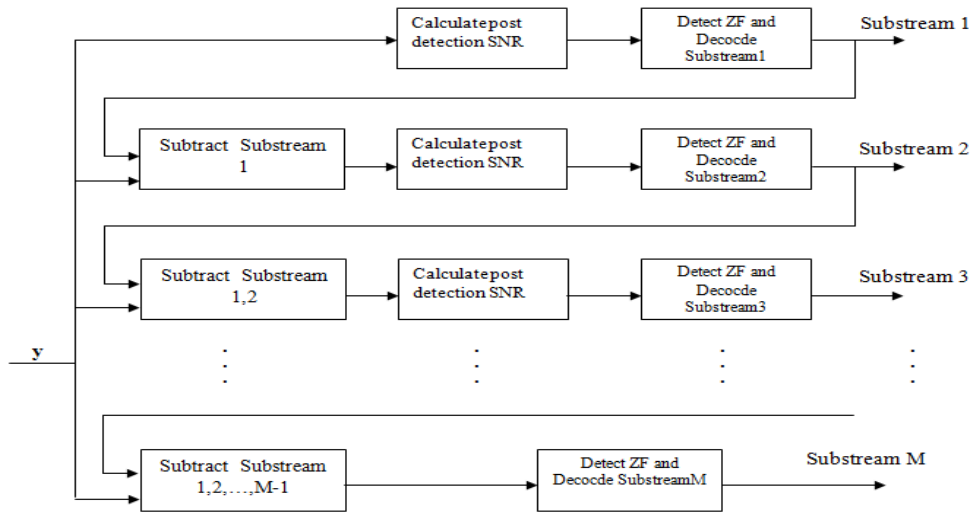 Calculatepost
detection SNR
Detect ZF and
Decocde
Substream1
Substream 1
Subtract Substream
1
Calculatepost
detection SNR
Detect ZF and
Decocde
Substream2
Substream 2
Subtract Substream
1,2
Calculatepost
detection SNR
Detect ZF and
Decocde
Substream3
Substream 3
y
Subtract Substream
1,2,...,M-1
Detect ZF and
Decocde SubstreamM
Substream M